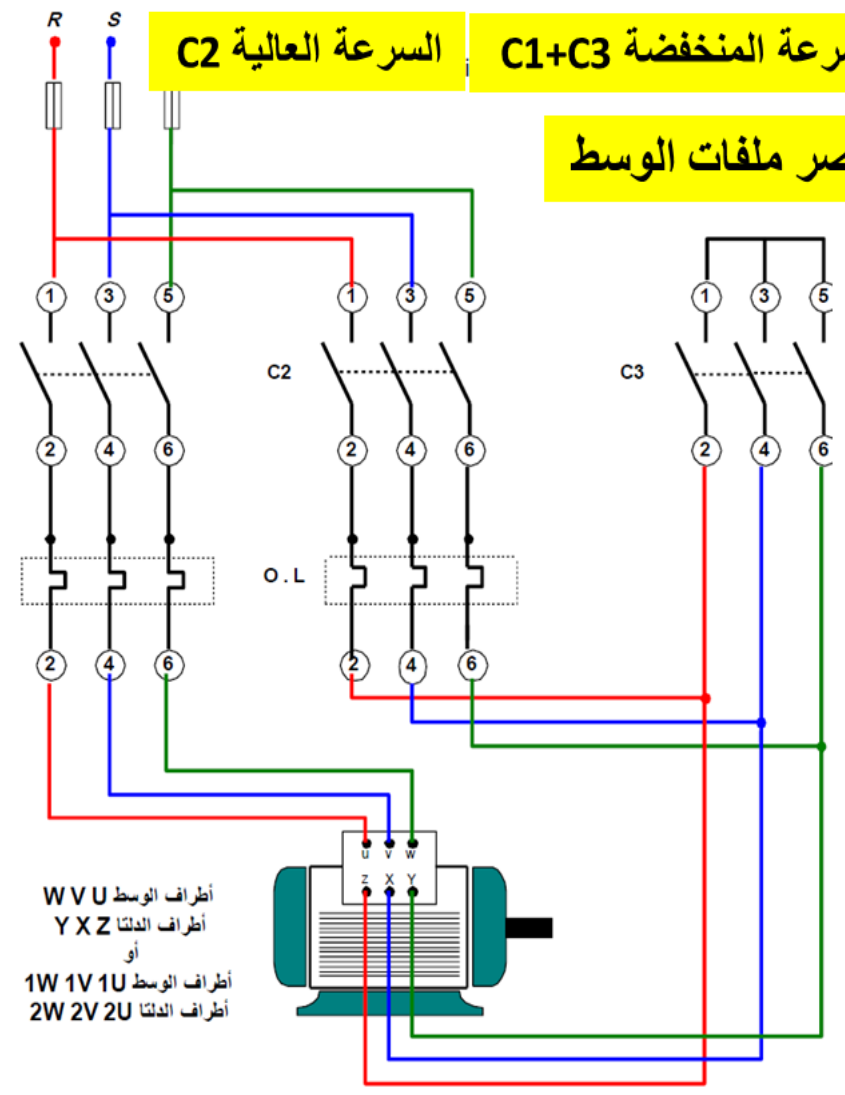 R S
السرعة العالية C2
C1+C3 المنخفضة
ملفات الوسط
1 3 5 1 3 5 1 3 5
C2 C3
2 4 6 2 4 6 2 4 6
O . L
2 4 6 2 4 6
u v w
z X Y
أطراف الوسط W V U
أطراف الدلتا Y X Z
أو
أطراف الوسط 1W 1V 1U
أطراف الدلتا 2W 2V 2U